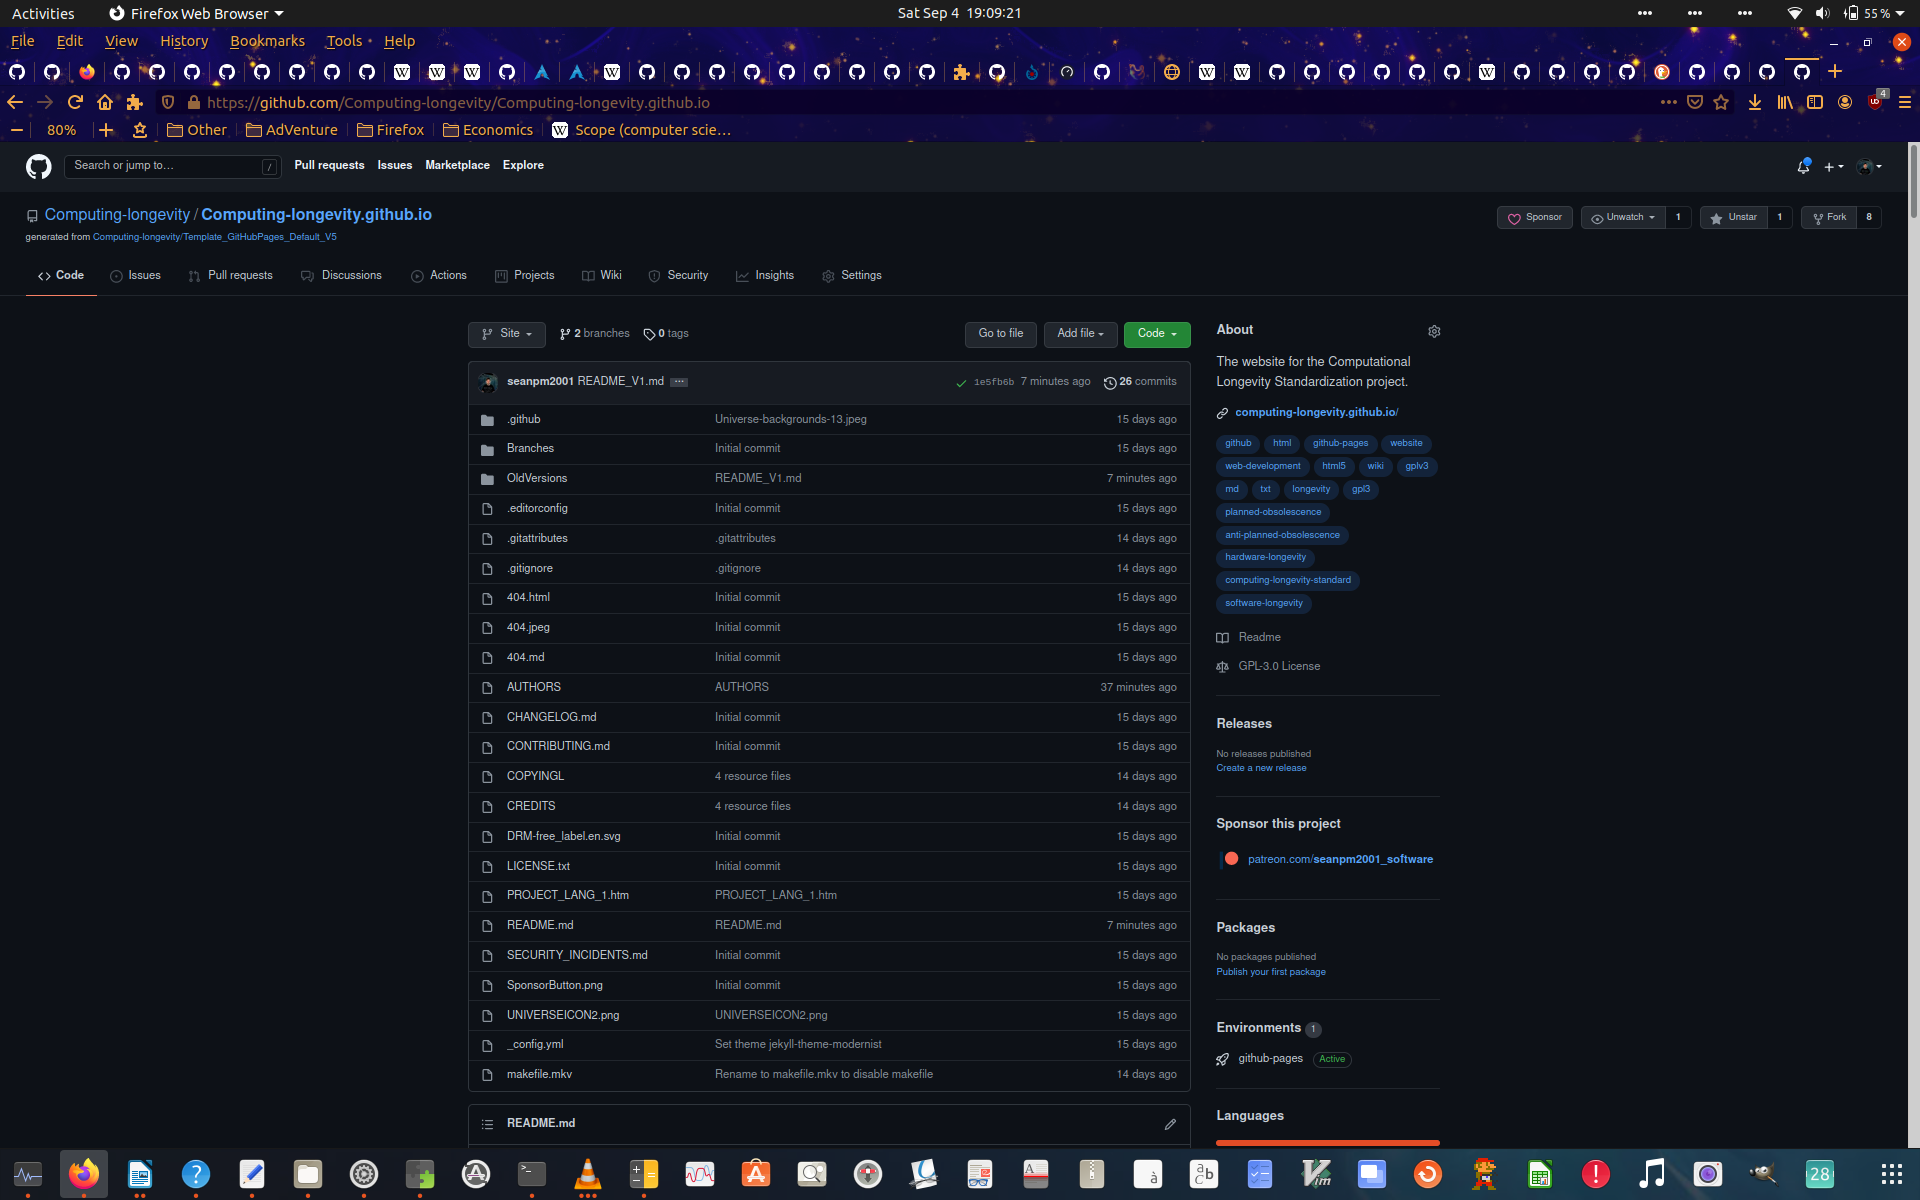 Activities
Firefox Web Browser
Sat Sep 4 19:09:21
55 %
File Edit View History Bookmarks Tools Help
https://github.com/Computing-longevity/Computing-longevity.github.io
4
80%
Other
AdVenture
Firefox
Economics
Scope (computer scie…
Search or jump to…
/
Pull requests Issues Marketplace Explore
Computing-longevity / Computing-longevity.github.io
Sponsor
Unwatch 1
Unstar 1
Fork 8
generated from Computing-longevity/Template_GitHubPages_Default_V5
Code
Issues
Pull requests
Discussions
Actions
Projects
Wiki
Security
Insights
Settings
Site
2 branches
0 tags
Go to file
Add file
Code
seanpm2001 README_V1.md
1e5fb6b 7 minutes ago
26 commits
.github Universe-backgrounds-13.jpeg 15 days ago
Branches Initial commit 15 days ago
OldVersions README_V1.md 7 minutes ago
.editorconfig Initial commit 15 days ago
.gitattributes .gitattributes 14 days ago
.gitignore .gitignore 14 days ago
404.html Initial commit 15 days ago
404.jpeg Initial commit 15 days ago
404.md Initial commit 15 days ago
AUTHORS AUTHORS 37 minutes ago
CHANGELOG.md Initial commit 15 days ago
CONTRIBUTING.md Initial commit 15 days ago
COPYINGL 4 resource files 14 days ago
CREDITS 4 resource files 14 days ago
DRM-free_label.en.svg Initial commit 15 days ago
LICENSE.txt Initial commit 15 days ago
PROJECT_LANG_1.htm PROJECT_LANG_1.htm 15 days ago
README.md README.md 7 minutes ago
SECURITY_INCIDENTS.md Initial commit 15 days ago
SponsorButton.png Initial commit 15 days ago
UNIVERSEICON2.png UNIVERSEICON2.png 15 days ago
_config.yml Set theme jekyll-theme-modernist 15 days ago
makefile.mkv Rename to makefile.mkv to disable makefile 14 days ago
README.md
About
The website for the Computational
Longevity Standardization project.
computing-longevity.github.io/
github html github-pages website
web-development html5 wiki gplv3
md txt longevity gpl3
planned-obsolescence
anti-planned-obsolescence
hardware-longevity
computing-longevity-standard
software-longevity
Readme
GPL-3.0 License
Releases
No releases published
Create a new release
Sponsor this project
patreon.com/seanpm2001_software
Packages
No packages published
Publish your first package
Environments 1
github-pages Active
Languages
28